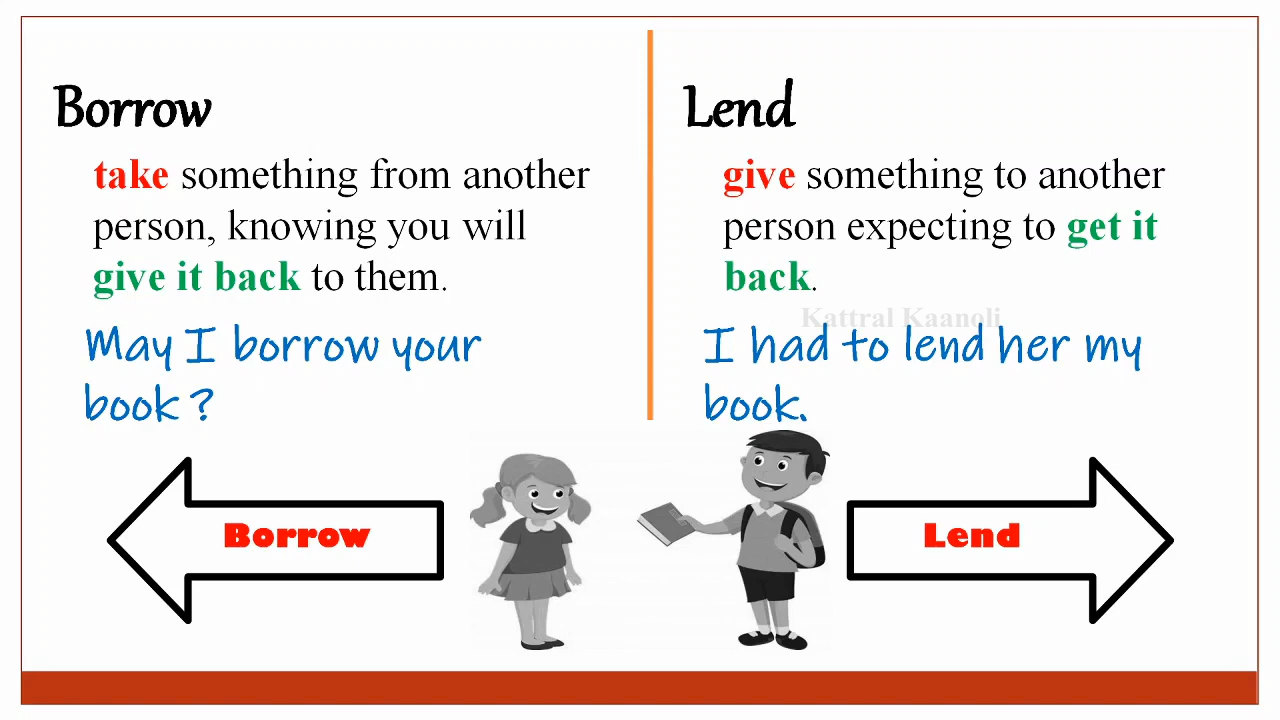 Borrow
take something from another
person, knowing you will
give it back to them.
May I borrow your
book ?
Lend
give something to another
person expecting to get it
back.
Kattral Kaanoli
I had to lend her my
book.
Borrow
Lend